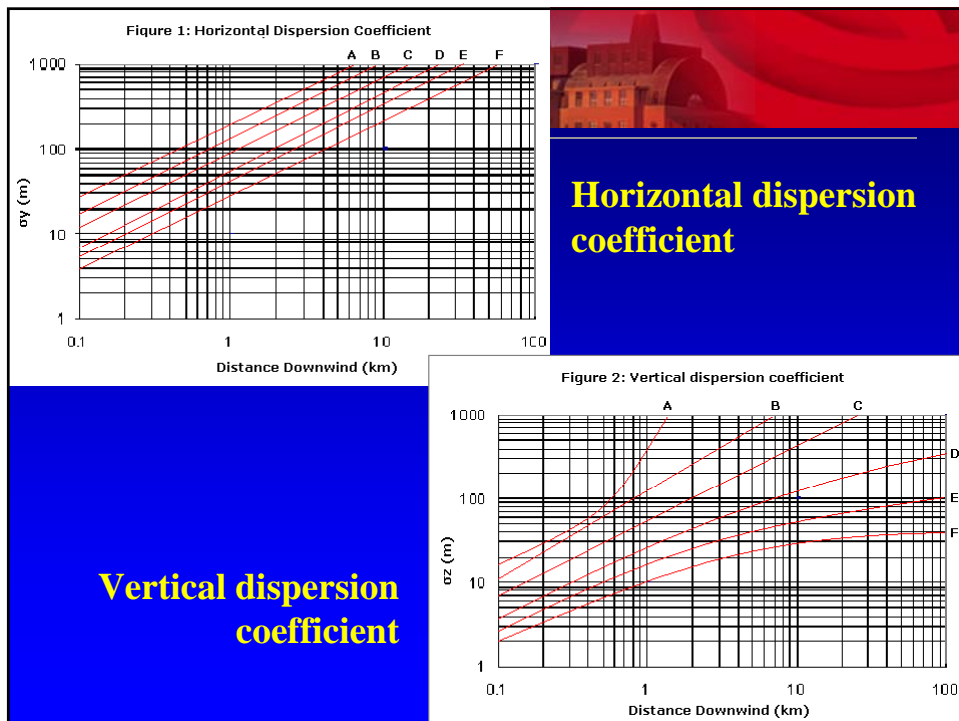 Figure 1: Horizontal Dispersion Coefficient
A B C D E F
1000
100
10
1
σy (m)
0.1 1 10 100
Distance Downwind (km)
Horizontal dispersion
coefficient
Figure 2: Vertical dispersion coefficient
A B C
1000
D
100
E
F
10
1
σz (m)
0.1 1 10 100
Distance Downwind (km)
Vertical dispersion
coefficient